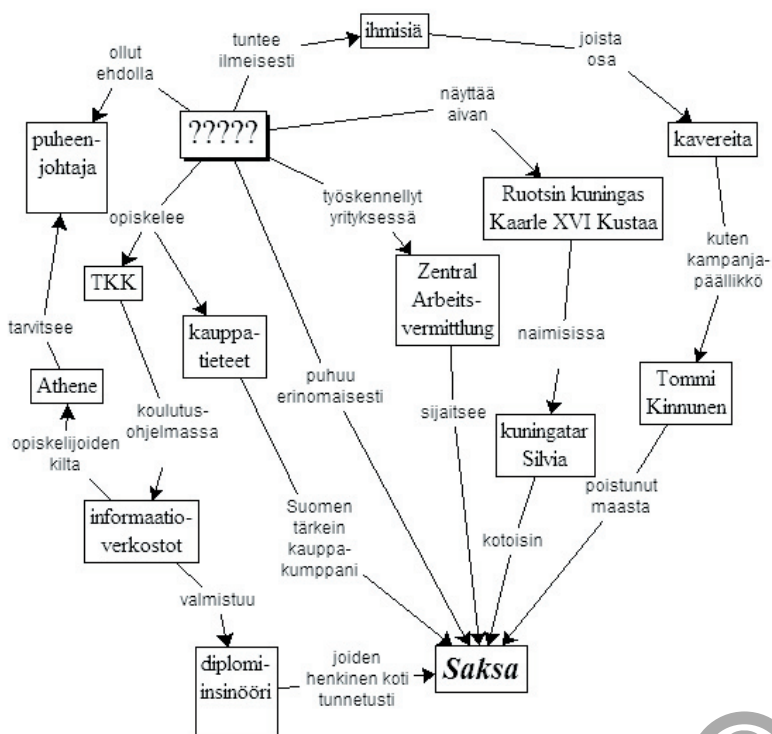 ihmisiä
tuntee
ilmeisesti
joista
osa
ollut
ehdolla
näyttää
aivan
?????
puheen-
johtaja
kavereita
Ruotsin kuningas
Kaarle XVI Kustaa
työskennellyt
yrityksessä
opiskelee
kuten
kampanja-
päällikkö
TKK
Zentral
Arbeits-
vermittlung
kauppa-
tieteet
tarvitsee
naimisissa
puhuu
erinomaisesti
Athene
Tommi
Kinnunen
koulutus-
ohjelmassa
sijaitsee
opiskelijoiden
kilta
kuningatar
Silvia
poistunut
maasta
informaatio-
verkostot
Suomen
tärkein
kauppa-
kumppani
kotoisin
valmistuu
diplomi-
insinööri
joiden
henkinen koti
tunnetusti
Saksa